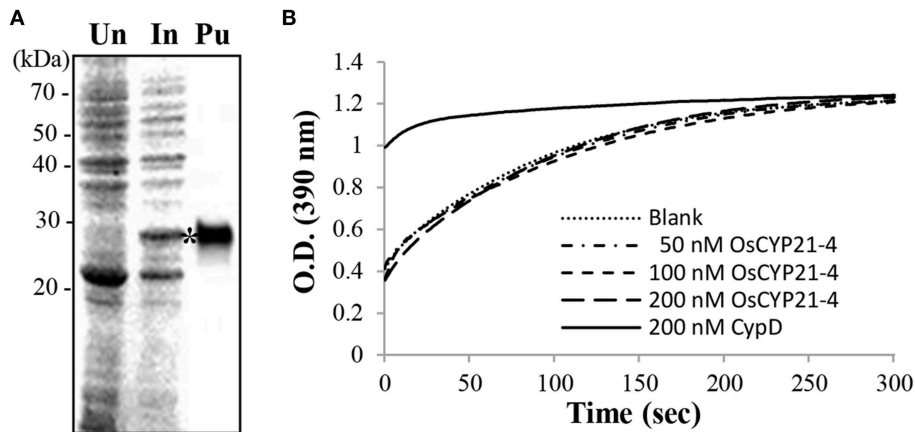 A
Un In Pu
(kDa)
70 -
50 -
40 -
30 -
20 -
*
B
O.D. (390 nm)
1.4
1.2
1
0.8
0.6
0.4
0.2
0
0 50 100 150 200 250 300
Time (sec)
Blank
50 nM OsCYP21-4
100 nM OsCYP21-4
200 nM OsCYP21-4
200 nM CypD